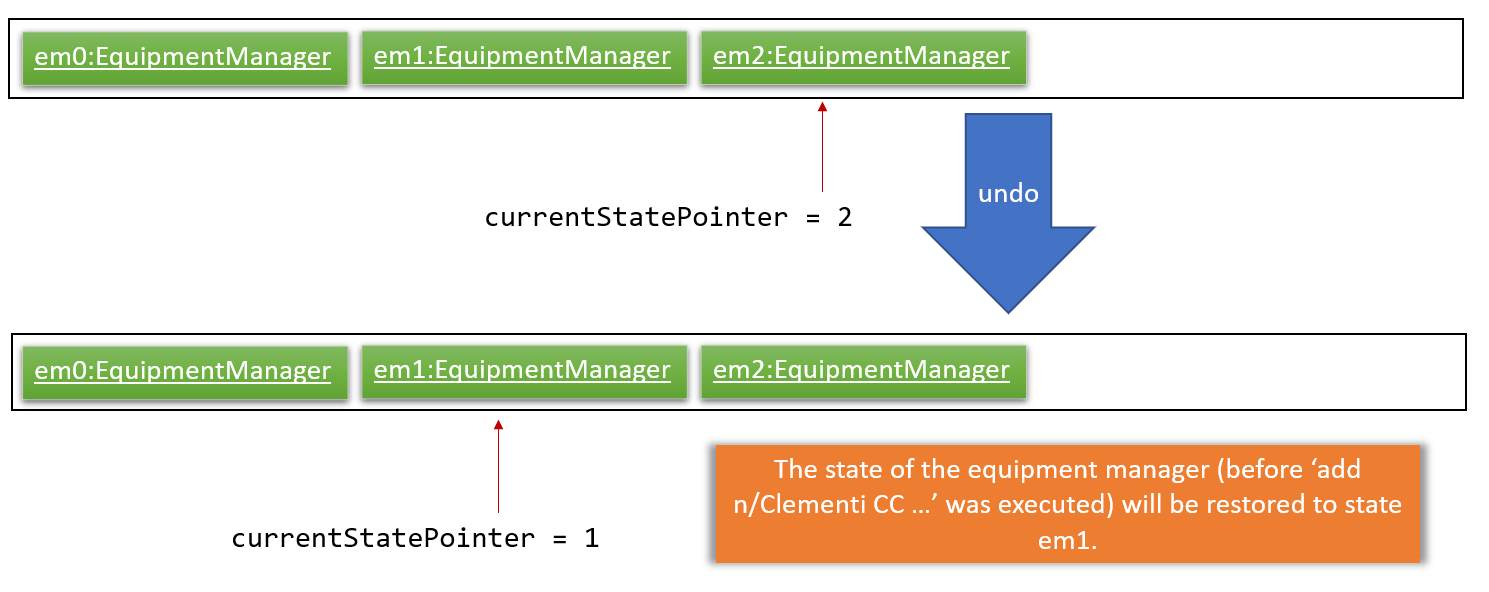 em0:EquipmentManager em1:EquipmentManager em2:EquipmentManager
undo
currentStatePointer = 2
em0:EquipmentManager em1:EquipmentManager em2:EquipmentManager
The state of the equipment manager (before ‘add
n/Clementi CC …’ was executed) will be restored to state
em1.
currentStatePointer = 1